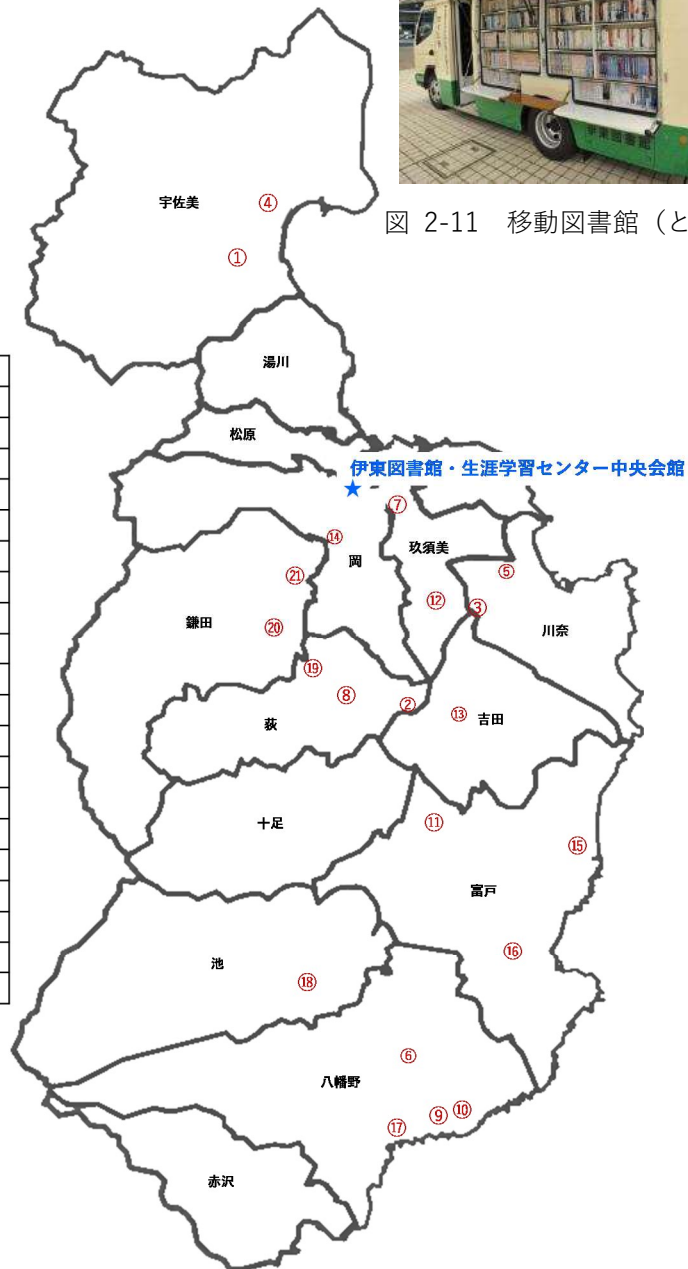 図 2-11 移動図書館（と
宇佐美
④
①
湯川
松原
伊東図書館・生涯学習センター中央会館
★
⑦
⑭
岡
玖須美
㉑
⑤
⑫
③
鎌田
⑳
川奈
⑲
⑧
②
⑬
吉田
荻
十足
⑪
⑮
富戸
⑯
池
⑱
⑥
八幡野
⑨
⑩
⑰
赤沢